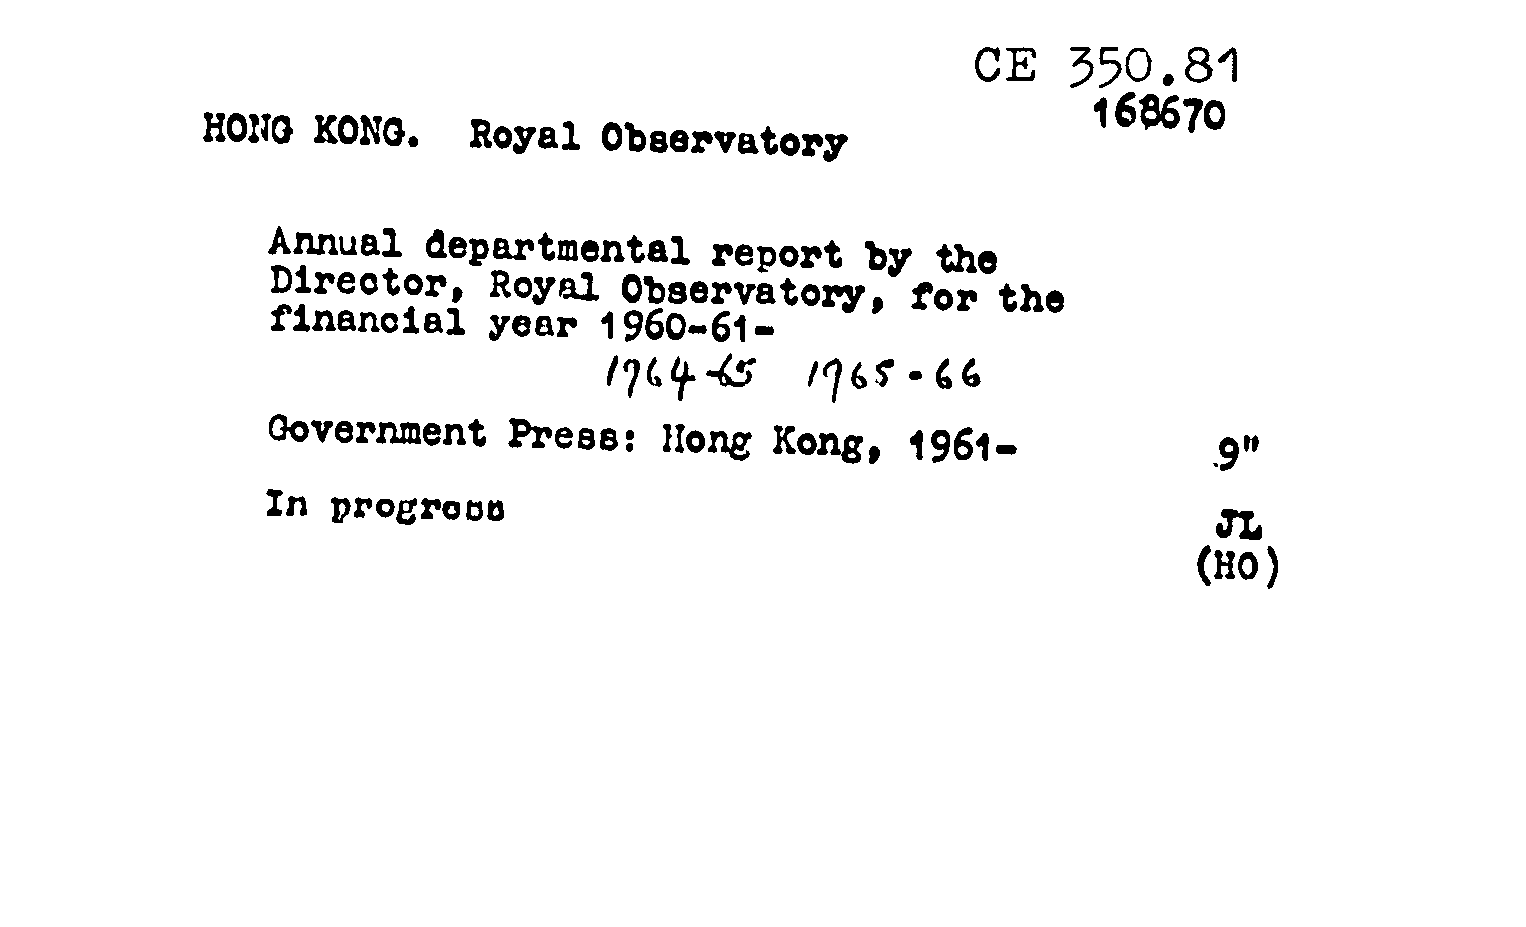 CE 350.81
168670
HONG KONG. Royal Observatory
Annual departmental report by the
Director, Royal Observatory, for the
financial year 1960-61-
1964-65 1965-66
Government Press: Hong Kong, 1961- 9"
In progress
JL
(HO)